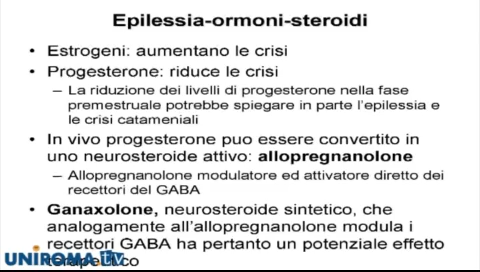 Epilessia-ormoni-steroidi
• Estrogeni: aumentano le crisi
• Progesterone: riduce le crisi
– La riduzione dei livelli di progesterone nella fase
premestruale potrebbe spiegare in parte l'epilessia e
le crisi catameniali
• In vivo progesterone puo essere convertito in
uno neurosteroide attivo: allopregnanolone
– Allopregnanolone modulatore ed attivatore diretto dei
recettori del GABA
• Ganaxolone, neurosteroide sintetico, che
analogamente all'allopregnanolone modula i
recettori GABA ha pertanto un potenziale effetto
terapeutico
UNIROMA tv